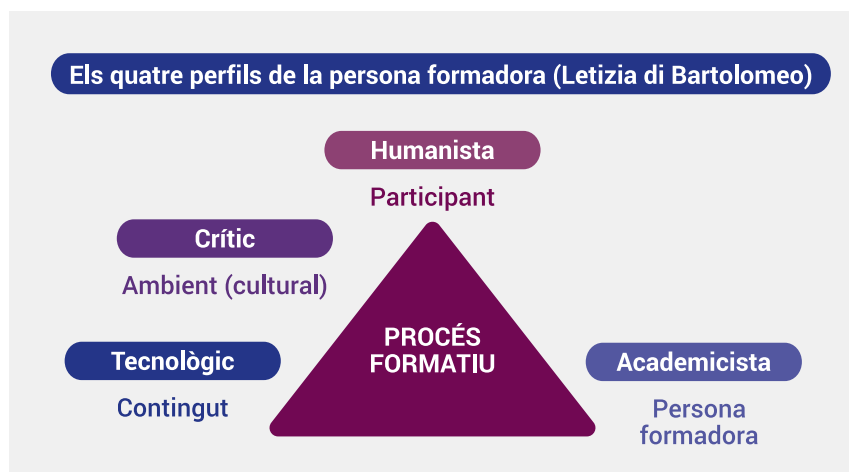 Els quatre perfils de la persona formadora (Letizia di Bartolomeo)
Humanista
Participant
Crític
Ambient (cultural)
PROCÉS
FORMATIU
Tecnològic
Contingut
Academicista
Persona
formadora